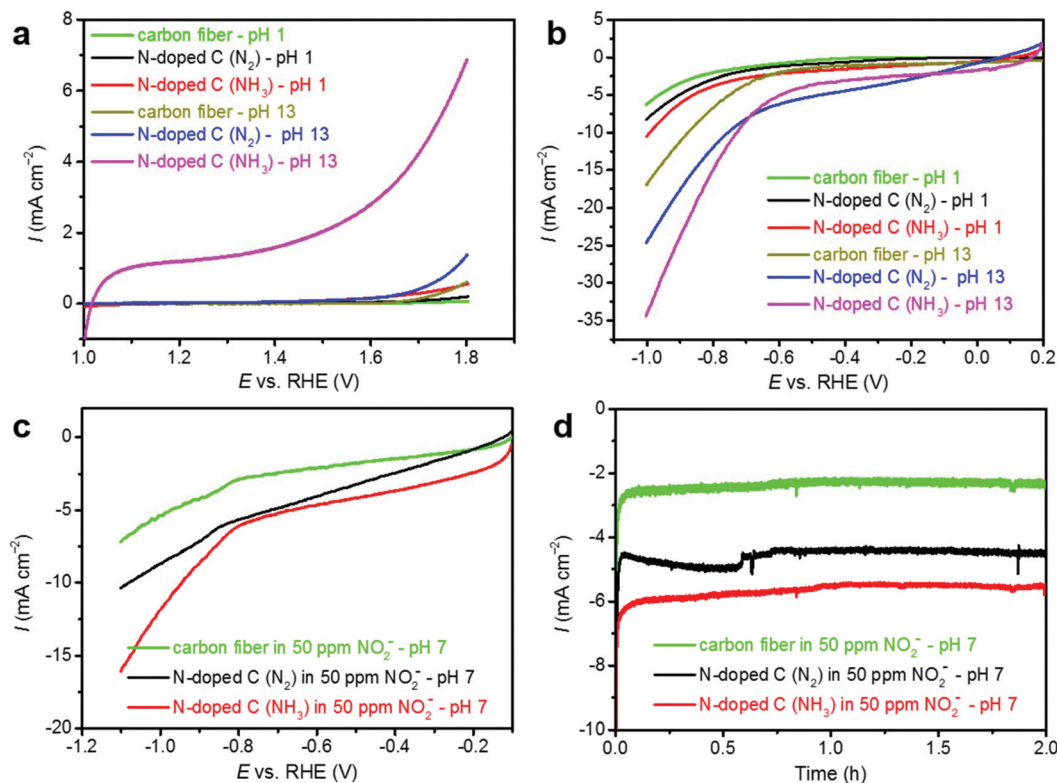 a
carbon fiber - pH 1
N-doped C (N₂) - pH 1
N-doped C (NH₃) - pH 1
carbon fiber - pH 13
N-doped C (N₂) - pH 13
N-doped C (NH₃) - pH 13
8
6
4
2
0
I (mA cm⁻²)
1.0 1.2 1.4 1.6 1.8
E vs. RHE (V)
b
5
0
-5
-10
-15
-20
-25
-30
-35
I (mA cm⁻²)
carbon fiber - pH 1
N-doped C (N₂) - pH 1
N-doped C (NH₃) - pH 1
carbon fiber - pH 13
N-doped C (N₂) - pH 13
N-doped C (NH₃) - pH 13
-1.0 -0.8 -0.6 -0.4 -0.2 0.0 0.2
E vs. RHE (V)
c
0
-5
-10
-15
-20
I (mA cm⁻²)
carbon fiber in 50 ppm NO₂⁻ - pH 7
N-doped C (N₂) in 50 ppm NO₂⁻ - pH 7
N-doped C (NH₃) in 50 ppm NO₂⁻ - pH 7
-1.2 -1.0 -0.8 -0.6 -0.4 -0.2
E vs. RHE (V)
d
0
-2
-4
-6
-8
-10
I (mA cm⁻²)
carbon fiber in 50 ppm NO₂⁻ - pH 7
N-doped C (N₂) in 50 ppm NO₂⁻ - pH 7
N-doped C (NH₃) in 50 ppm NO₂⁻ - pH 7
0.0 0.5 1.0 1.5 2.0
Time (h)